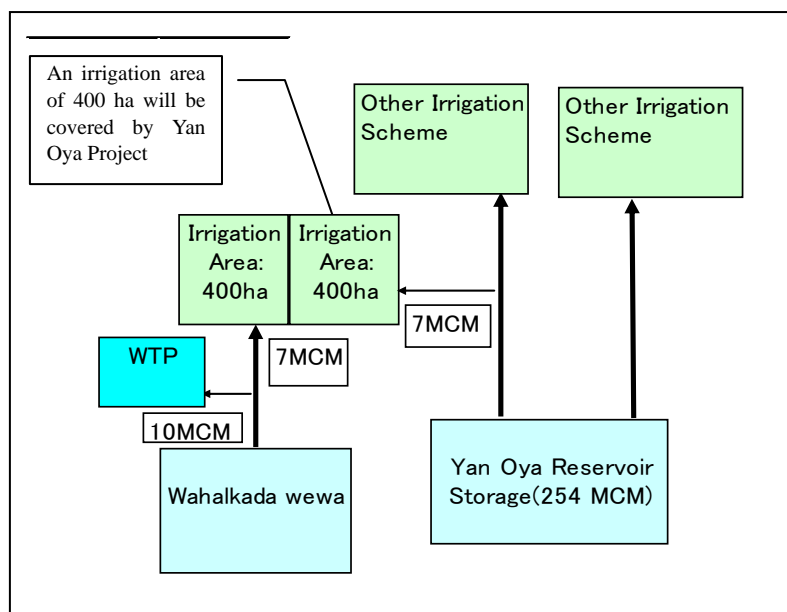 An irrigation area
of 400 ha will be
covered by Yan
Oya Project
Other Irrigation
Scheme
Other Irrigation
Scheme
Irrigation
Area:
400ha
Irrigation
Area:
400ha
7MCM
WTP
7MCM
10MCM
Wahalkada wewa
Yan Oya Reservoir
Storage(254 MCM)